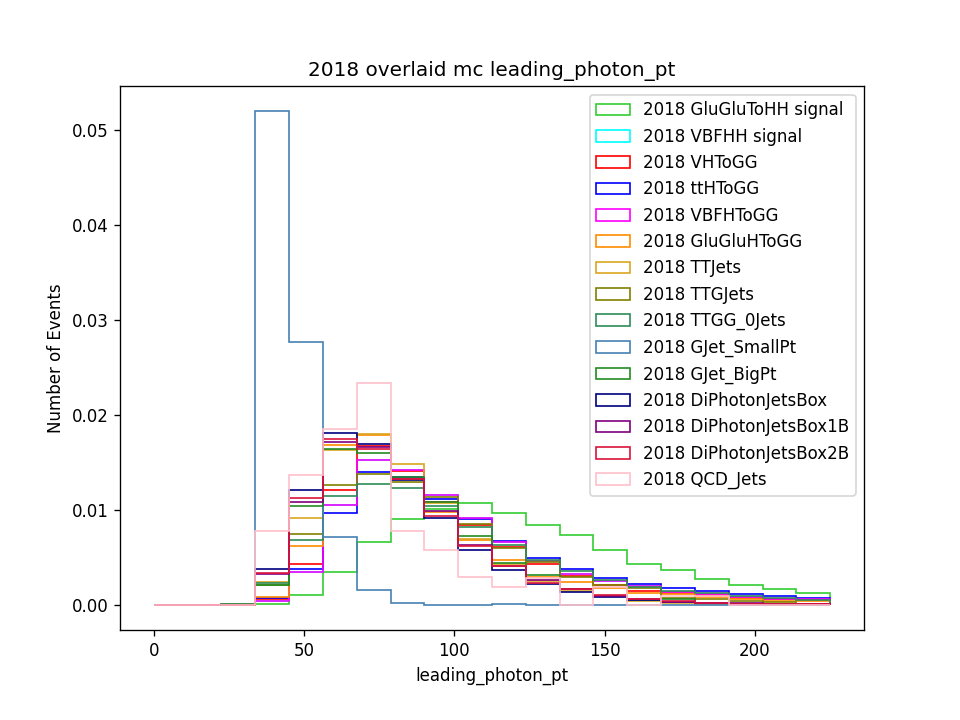 2018 overlaid mc leading_photon_pt
Number of Events
0.05
0.04
0.03
0.02
0.01
0.00
0
50
100
150
200
leading_photon_pt
2018 GluGluToHH signal
2018 VBFHH signal
2018 VHToGG
2018 ttHToGG
2018 VBFHToGG
2018 GluGluHToGG
2018 TTJets
2018 TTGJets
2018 TTGG_0Jets
2018 GJet_SmallPt
2018 GJet_BigPt
2018 DiPhotonJetsBox
2018 DiPhotonJetsBox1B
2018 DiPhotonJetsBox2B
2018 QCD_Jets